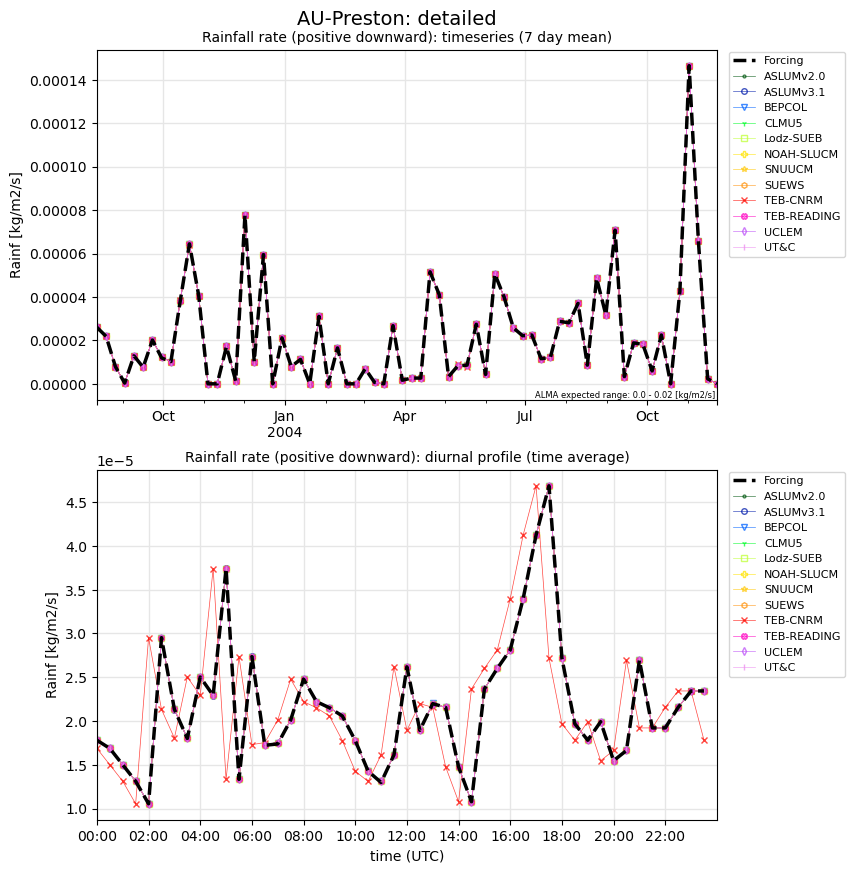 AU-Preston: detailed
Rainfall rate (positive downward): timeseries (7 day mean)
0.00014
0.00012
0.00010
0.00008
0.00006
0.00004
0.00002
0.00000
Rainf [kg/m2/s]
ALMA expected range: 0.0 - 0.02 [kg/m2/s]
Oct Jan Apr Jul Oct
2004
Forcing
ASLUMv2.0
ASLUMv3.1
BEPCOL
CLMU5
Lodz-SUEB
NOAH-SLUCM
SNUUCM
SUEWS
TEB-CNRM
TEB-READING
UCLEM
UT&C
1e−5
Rainfall rate (positive downward): diurnal profile (time average)
4.5
4.0
3.5
3.0
2.5
2.0
1.5
1.0
Rainf [kg/m2/s]
00:00 02:00 04:00 06:00 08:00 10:00 12:00 14:00 16:00 18:00 20:00 22:00
time (UTC)
Forcing
ASLUMv2.0
ASLUMv3.1
BEPCOL
CLMU5
Lodz-SUEB
NOAH-SLUCM
SNUUCM
SUEWS
TEB-CNRM
TEB-READING
UCLEM
UT&C